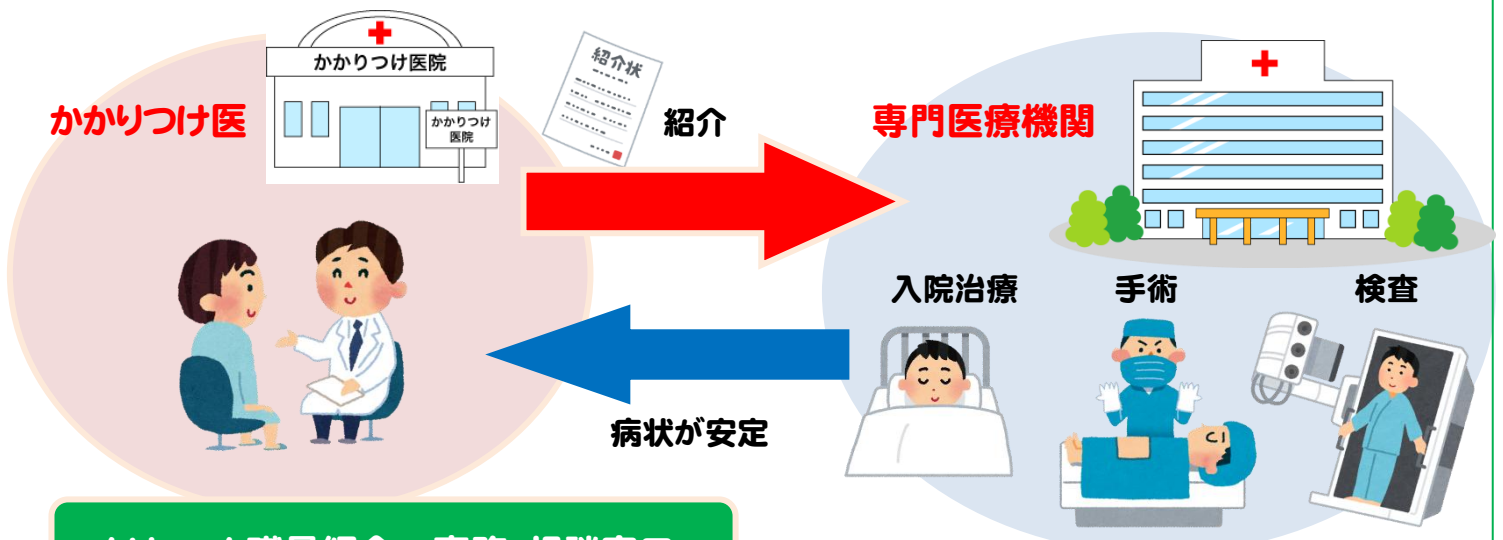 かかりつけ医院
かかりつけ医
かかりつけ
医院
紹介状
紹介
専門医療機関
入院治療
手術
検査
病状が安定